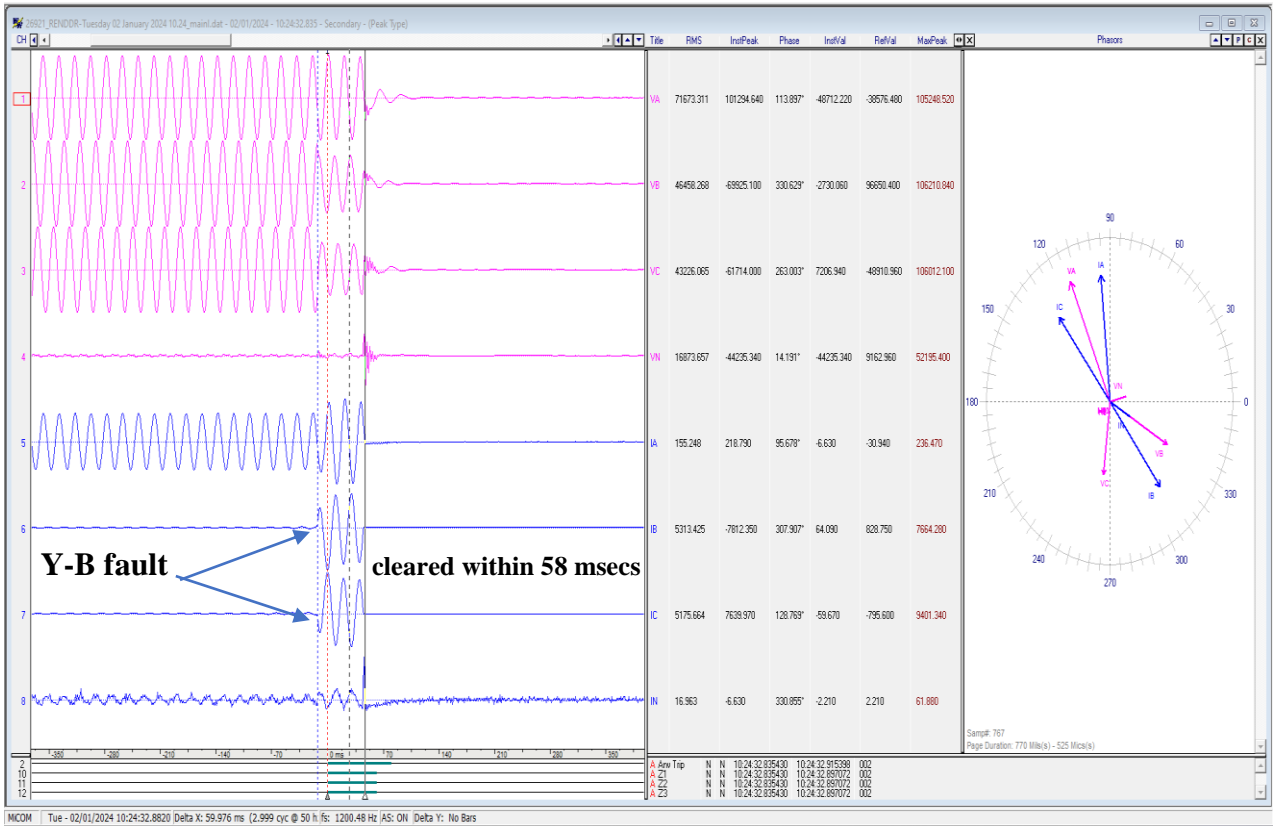 26921_RENDDR-Tuesday 02 January 2024 10.24_mainI.dat - 02/01/2024 - 10:24:32.835 - Secondary - (Peak Type)
CH Title RMS InstPeak Phase InstVal RefVal MaxPeak Phasors
1 VA 71673.311 101294.640 113.897° -48712.220 -38576.480 105248.520
2 VB 46458.268 -69925.100 330.629° -2730.060 96650.400 106210.840
3 VC 43226.065 -61714.000 263.003° 7206.940 -48910.960 106012.100
4 VN 16873.657 -44235.340 14.191° -44235.340 9162.960 52195.400
5 IA 155.248 218.790 95.678° -6.630 -30.940 236.470
6 IB 5313.425 -7812.350 307.907° 64.090 828.750 7664.280
Y-B fault cleared within 58 msecs
7 IC 5175.664 7639.970 128.769° -59.670 -795.600 9401.340
8 IN 16.963 -6.630 330.855° -2.210 2.210 61.880
90
120 60
IA
VA
IC
150 30
VN
180 0
IN
VB
VC
IB
210 330
240 300
270
Samp#: 767
Page Duration: 770 Mils(s) - 525 Mics(s)
-350 -280 -210 -140 -70 0 ms 70 140 210 280 350
2 A Any Trip N N 10:24:32.835430 10:24:32.915398 002
10 A Z1 N N 10:24:32.835430 10:24:32.897072 002
11 A Z2 N N 10:24:32.835430 10:24:32.897072 002
12 A Z3 N N 10:24:32.835430 10:24:32.897072 002
MiCOM Tue - 02/01/2024 10:24:32.8820 Delta X: 59.976 ms (2.999 cyc @ 50 h fs: 1200.48 Hz AS: ON Delta Y: No Bars